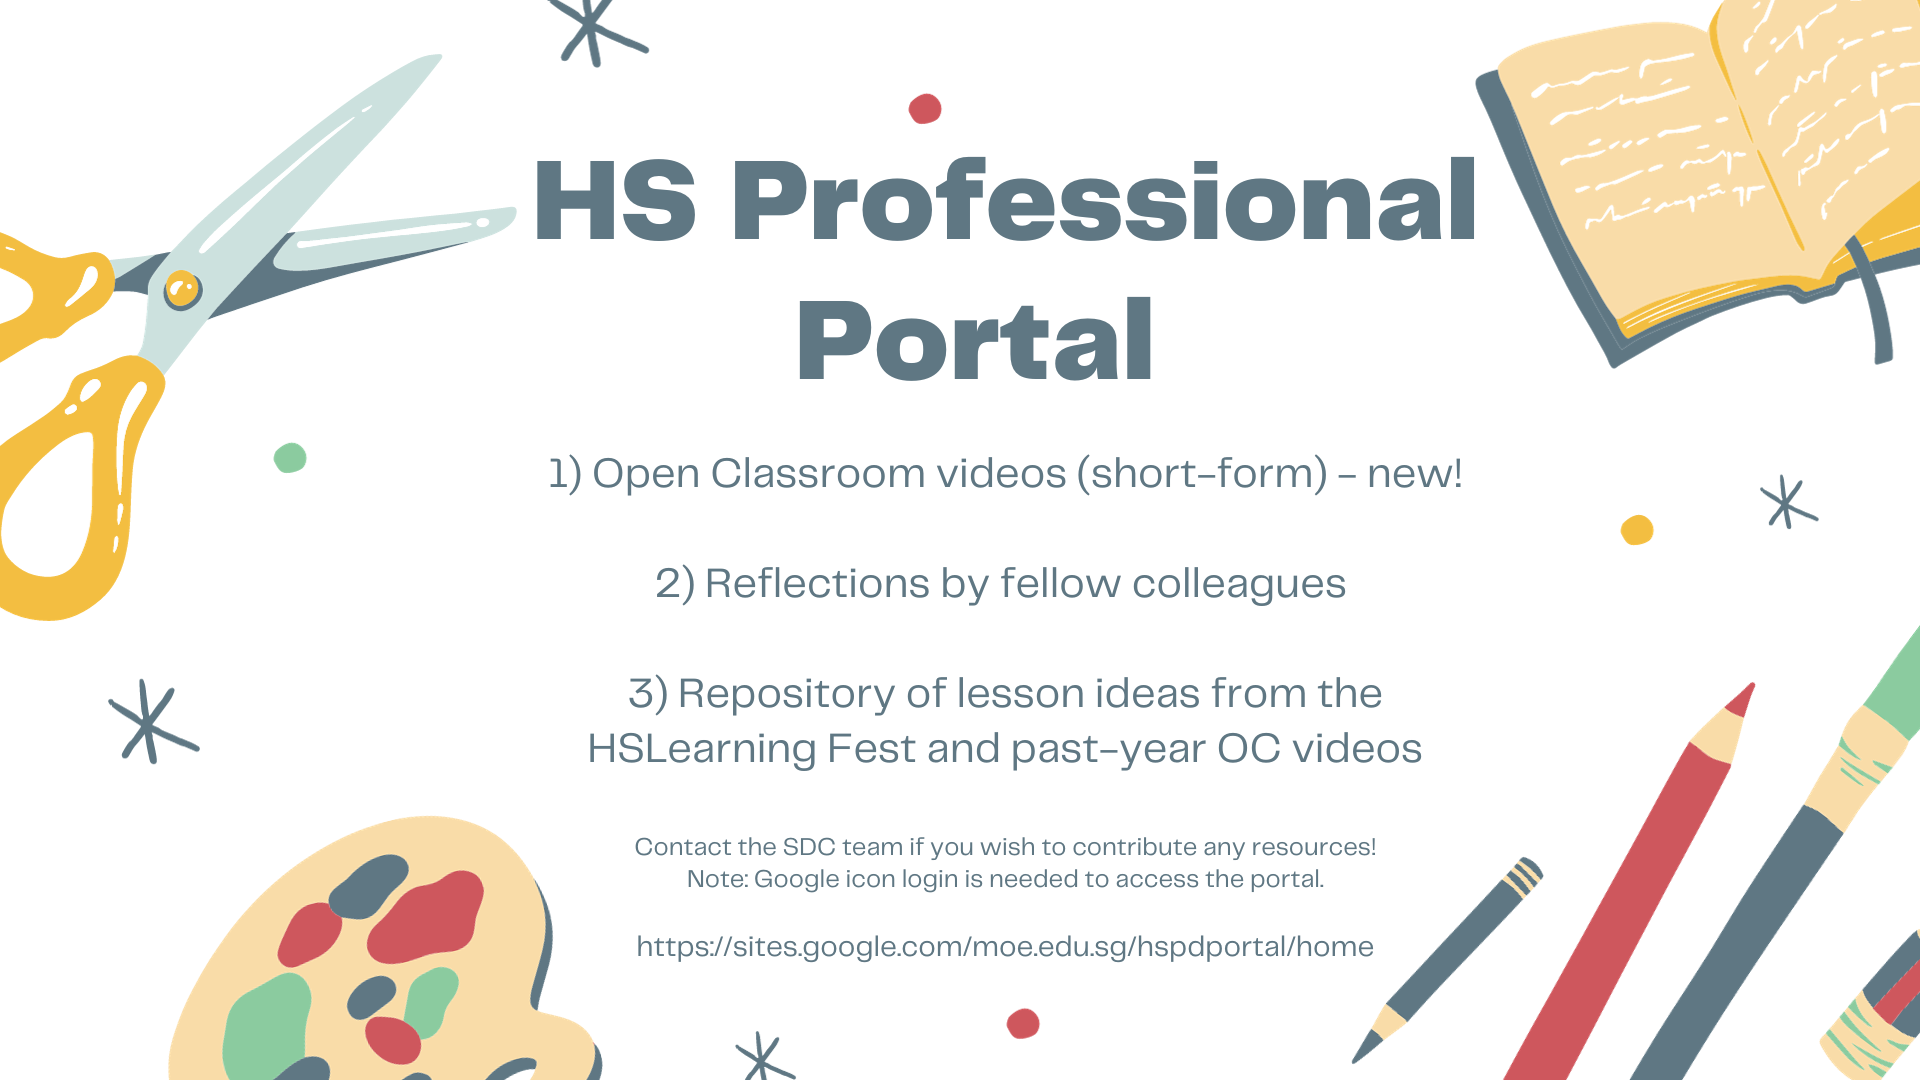 HS Professional
Portal
1) Open Classroom videos (short-form) - new!
2) Reflections by fellow colleagues
3) Repository of lesson ideas from the
HSLearning Fest and past-year OC videos
Contact the SDC team if you wish to contribute any resources!
Note: Google icon login is needed to access the portal.
https://sites.google.com/moe.edu.sg/hspdportal/home